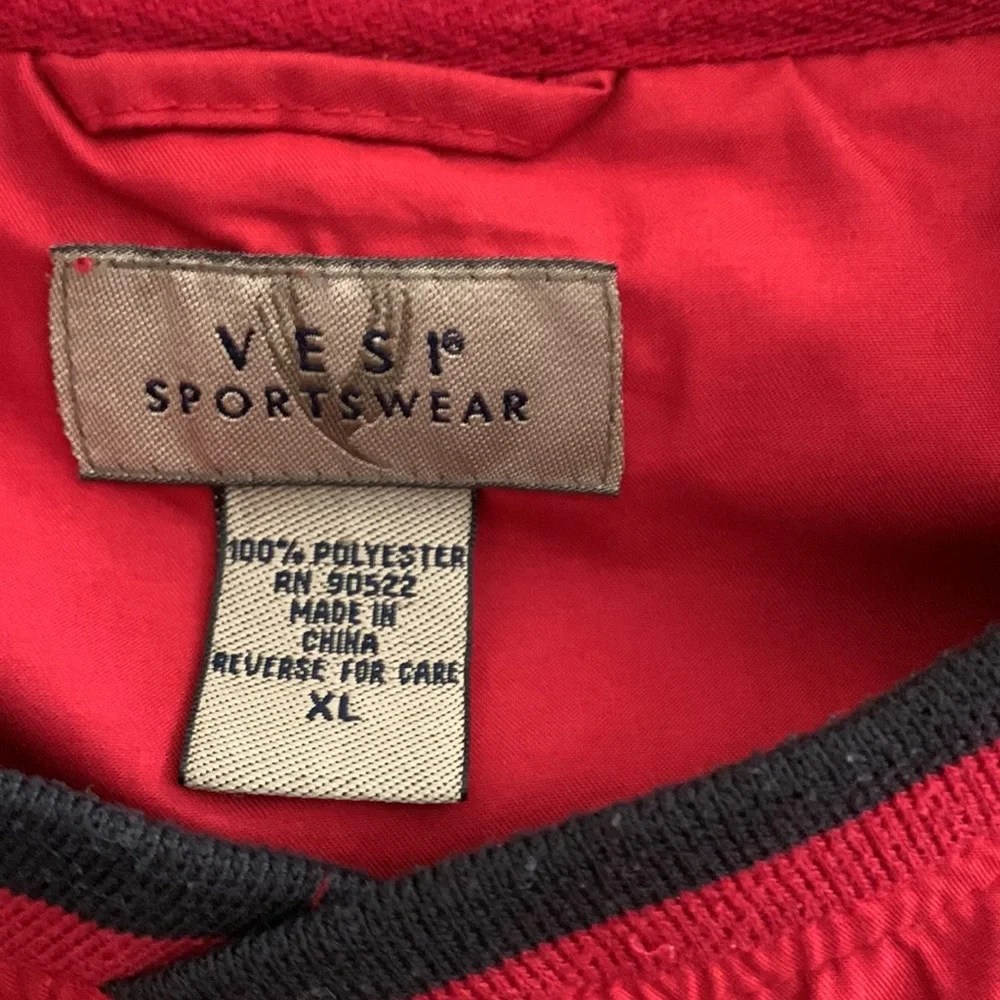 VESI®
SPORTSWEAR
100% POLYESTER
RN 90522
MADE IN
CHINA
REVERSE FOR CARE
XL